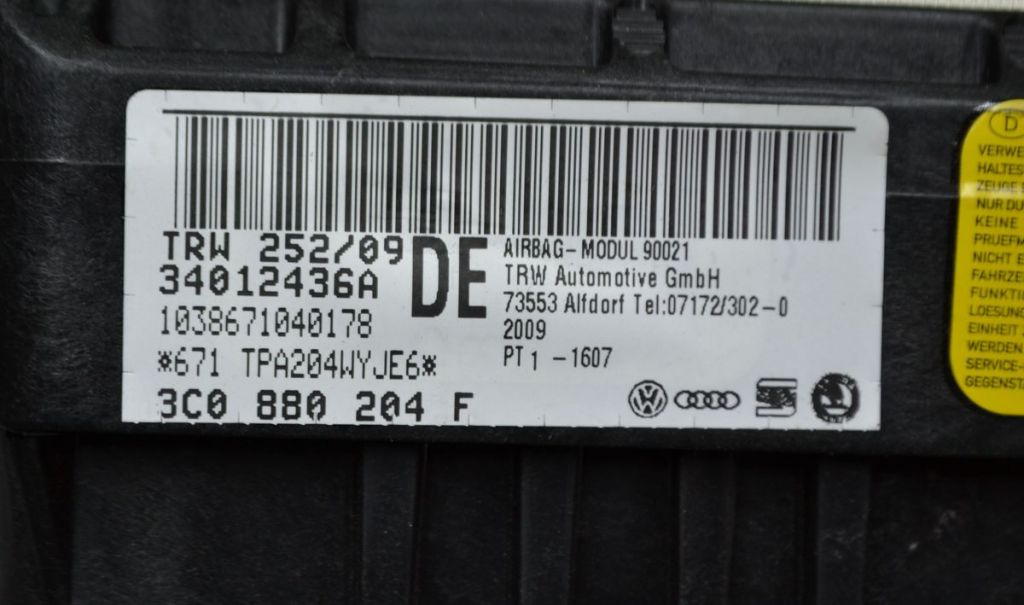 TRW 252/09
34012436A
1038671040178
*671 TPA204WYJE6*
3C0 880 204 F
DE
AIRBAG-MODUL 90021
TRW Automotive GmbH
73553 Alfdorf Tel:07172/302-0
2009
PT 1 -1607
D
VERWE
HALTES
ZEUGE
NUR DU
KEINE
PRUEFM
NICHT E
FAHRZE
FUNKTI
LOESUNG
EINHEIT
WERDEN
SERVICE-
GEGENST